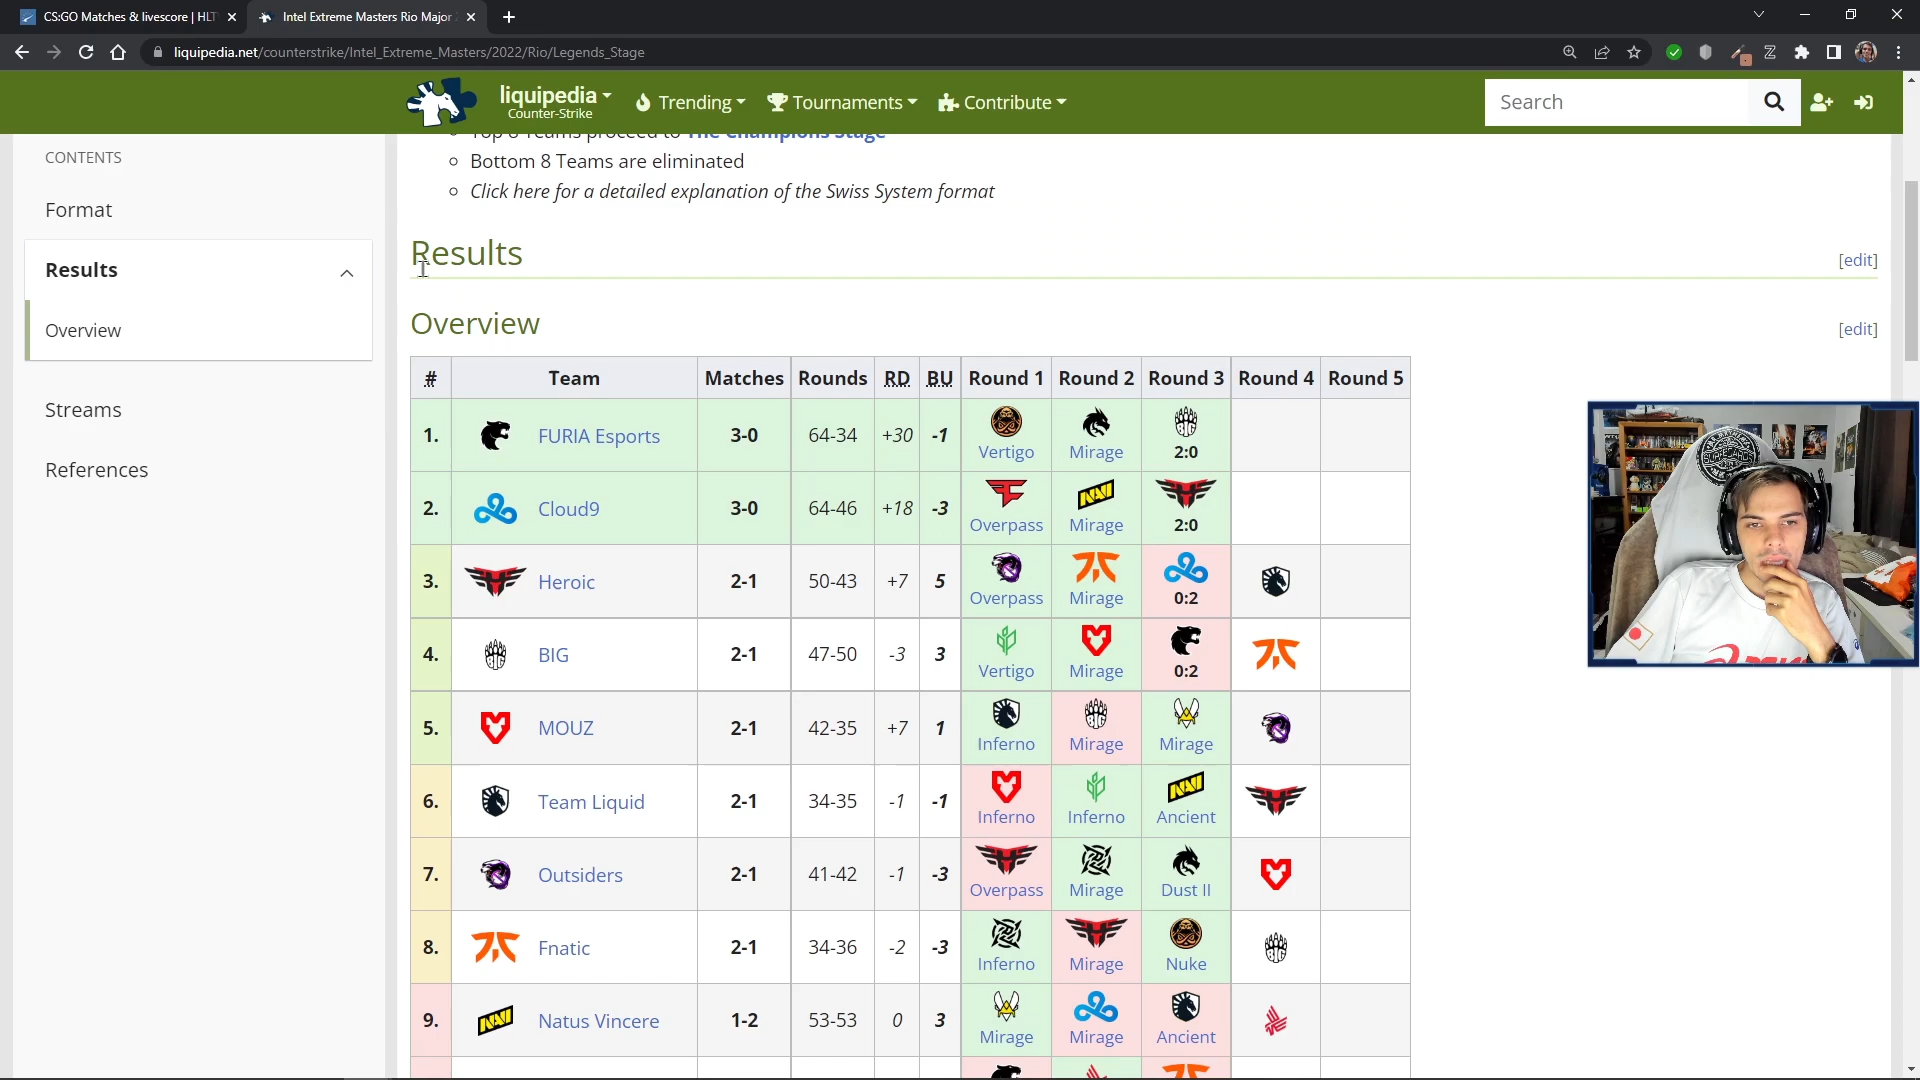 CS:GO Matches & livescore | HLT
Intel Extreme Masters Rio Major
liquipedia.net/counterstrike/Intel_Extreme_Masters/2022/Rio/Legends_Stage
liquipedia
Counter-Strike
Trending
Tournaments
Contribute
Search
CONTENTS
Format
Results
Overview
Streams
References
Top 8 Teams proceed to The Champions Stage
Bottom 8 Teams are eliminated
Click here for a detailed explanation of the Swiss System format
Results
[edit]
Overview
[edit]
# Team Matches Rounds RD BU Round 1 Round 2 Round 3 Round 4 Round 5
1. FURIA Esports 3-0 64-34 +30 -1 Vertigo Mirage 2:0
2. Cloud9 3-0 64-46 +18 -3 Overpass Mirage 2:0
3. Heroic 2-1 50-43 +7 5 Overpass Mirage 0:2
4. BIG 2-1 47-50 -3 3 Vertigo Mirage 0:2
5. MOUZ 2-1 42-35 +7 1 Inferno Mirage Mirage
6. Team Liquid 2-1 34-35 -1 -1 Inferno Inferno Ancient
7. Outsiders 2-1 41-42 -1 -3 Overpass Mirage Dust II
8. Fnatic 2-1 34-36 -2 -3 Inferno Mirage Nuke
9. Natus Vincere 1-2 53-53 0 3 Mirage Mirage Ancient